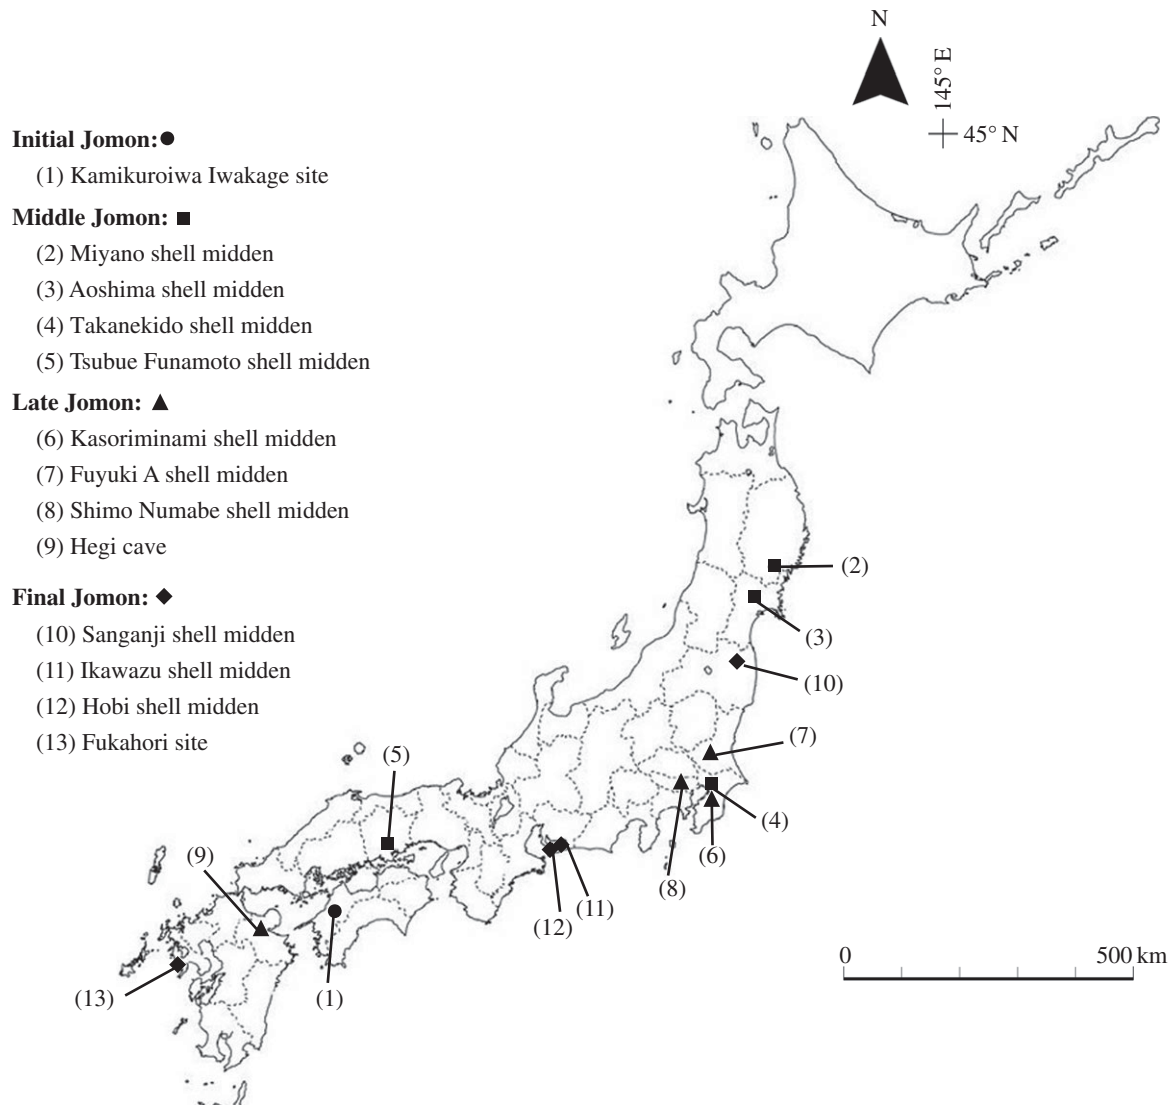 N
145° E
45° N
Initial Jomon:
(1) Kamikuroiwa Iwakage site
Middle Jomon:
(2) Miyano shell midden
(3) Aoshima shell midden
(4) Takanekido shell midden
(5) Tsubue Funamoto shell midden
Late Jomon:
(6) Kasoriminami shell midden
(7) Fuyuki A shell midden
(8) Shimo Numabe shell midden
(9) Hegi cave
Final Jomon:
(10) Sanganji shell midden
(11) Ikawazu shell midden
(12) Hobi shell midden
(13) Fukahori site
(2)
(3)
(10)
(7)
(5)
(4)
(9)
(6)
(8)
(11)
(12)
(13)
(1)
0
500 km